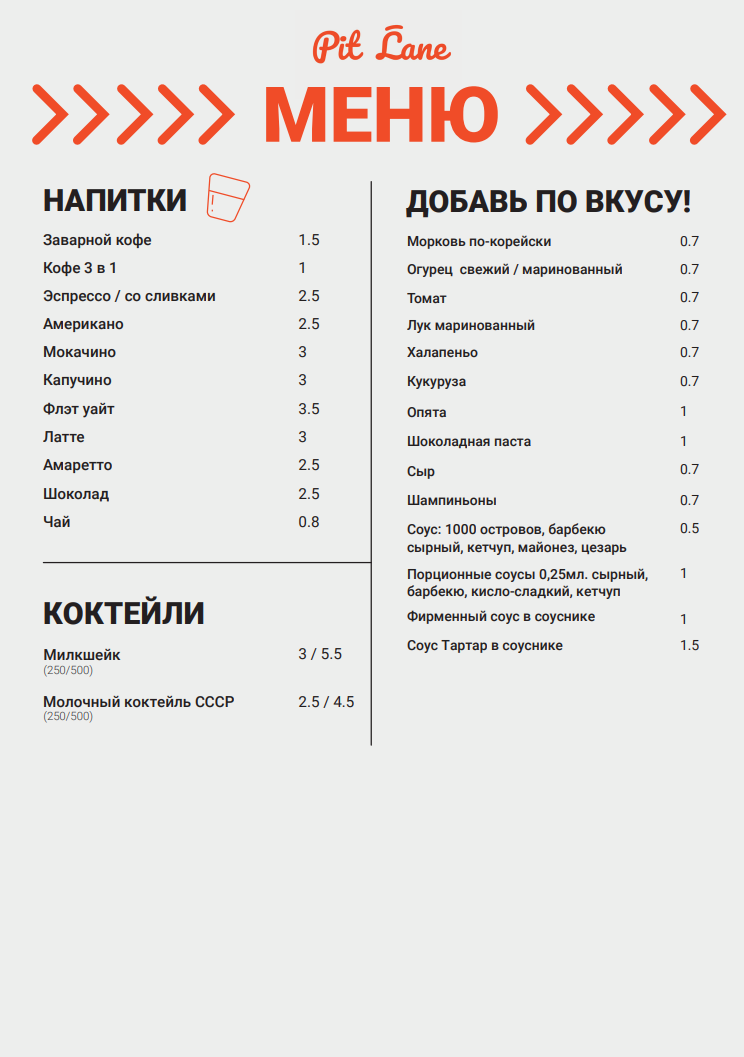 Pit Lane
МЕНЮ
НАПИТКИ
Заварной кофе 1.5
Кофе 3 в 1 1
Эспрессо / со сливками 2.5
Американо 2.5
Мокачино 3
Капучино 3
Флэт уайт 3.5
Латте 3
Амаретто 2.5
Шоколад 2.5
Чай 0.8
КОКТЕЙЛИ
Милкшейк 3 / 5.5
(250/500)
Молочный коктейль СССР 2.5 / 4.5
(250/500)
ДОБАВЬ ПО ВКУСУ!
Морковь по-корейски 0.7
Огурец свежий / маринованный 0.7
Томат 0.7
Лук маринованный 0.7
Халапеньо 0.7
Кукуруза 0.7
Опята 1
Шоколадная паста 1
Сыр 0.7
Шампиньоны 0.7
Соус: 1000 островов, барбекю 0.5
сырный, кетчуп, майонез, цезарь
Порционные соусы 0,25мл. сырный, 1
барбекю, кисло-сладкий, кетчуп
Фирменный соус в соуснике 1
Соус Тартар в соуснике 1.5